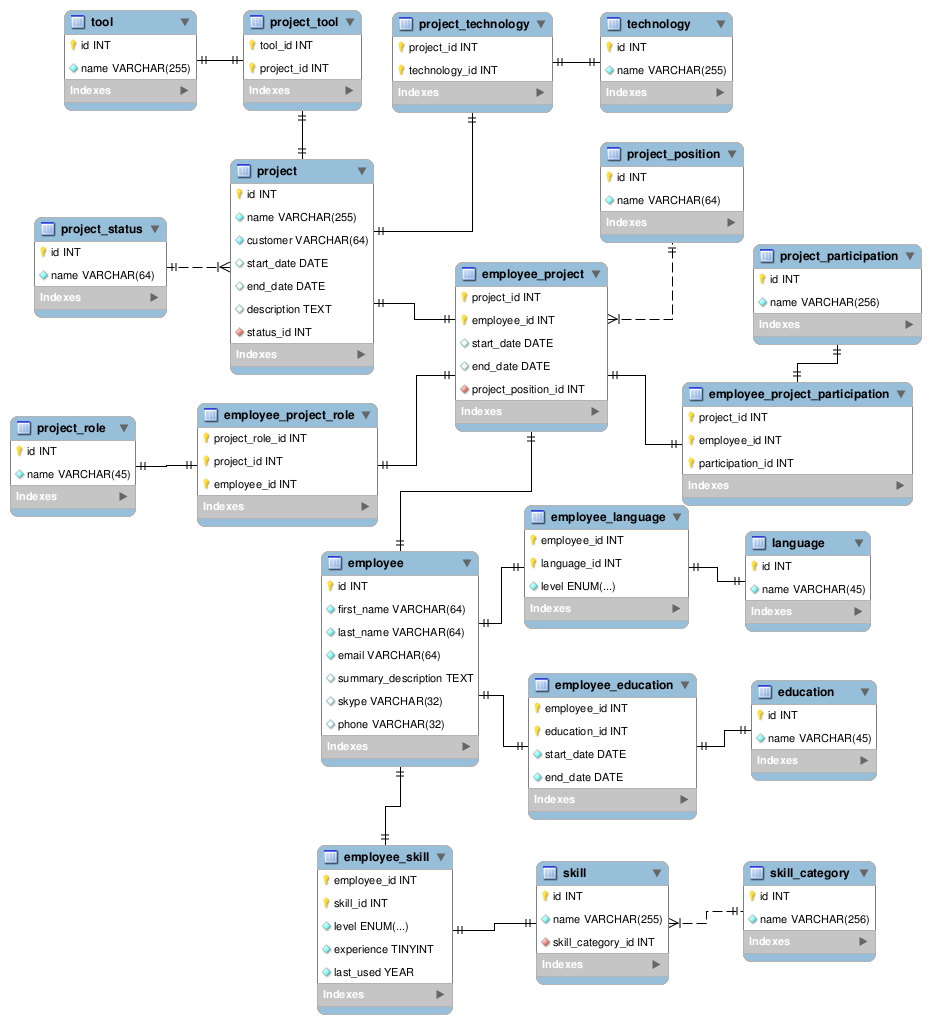 tool
id INT
name VARCHAR(255)
Indexes
project_tool
tool_id INT
project_id INT
Indexes
project_technology
project_id INT
technology_id INT
Indexes
technology
id INT
name VARCHAR(255)
Indexes
project
id INT
name VARCHAR(255)
customer VARCHAR(64)
start_date DATE
end_date DATE
description TEXT
status_id INT
Indexes
project_position
id INT
name VARCHAR(64)
Indexes
project_status
id INT
name VARCHAR(64)
Indexes
employee_project
project_id INT
employee_id INT
start_date DATE
end_date DATE
project_position_id INT
Indexes
project_participation
id INT
name VARCHAR(256)
Indexes
employee_project_participation
project_id INT
employee_id INT
participation_id INT
Indexes
project_role
id INT
name VARCHAR(45)
Indexes
employee_project_role
project_role_id INT
project_id INT
employee_id INT
Indexes
employee
id INT
first_name VARCHAR(64)
last_name VARCHAR(64)
email VARCHAR(64)
summary_description TEXT
skype VARCHAR(32)
phone VARCHAR(32)
Indexes
employee_language
employee_id INT
language_id INT
level ENUM(...)
Indexes
language
id INT
name VARCHAR(45)
Indexes
employee_education
employee_id INT
education_id INT
start_date DATE
end_date DATE
Indexes
education
id INT
name VARCHAR(45)
Indexes
employee_skill
employee_id INT
skill_id INT
level ENUM(...)
experience TINYINT
last_used YEAR
Indexes
skill
id INT
name VARCHAR(255)
skill_category_id INT
Indexes
skill_category
id INT
name VARCHAR(256)
Indexes